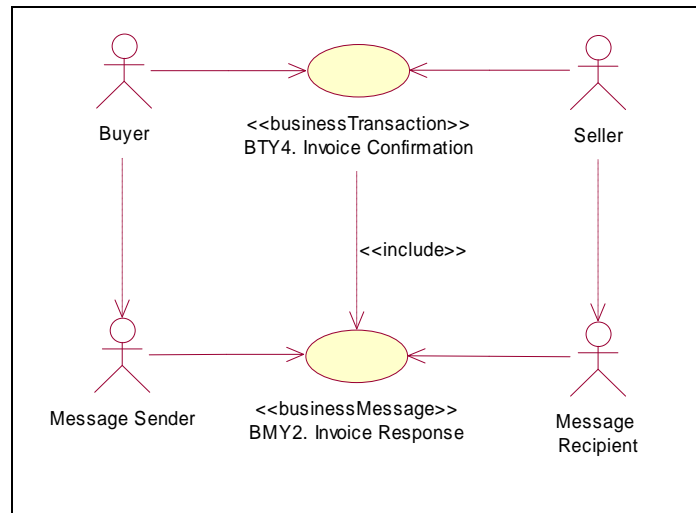 Buyer
<<businessTransaction>>
BTY4. Invoice Confirmation
Seller
<<include>>
Message Sender
<<businessMessage>>
BMY2. Invoice Response
Message
Recipient